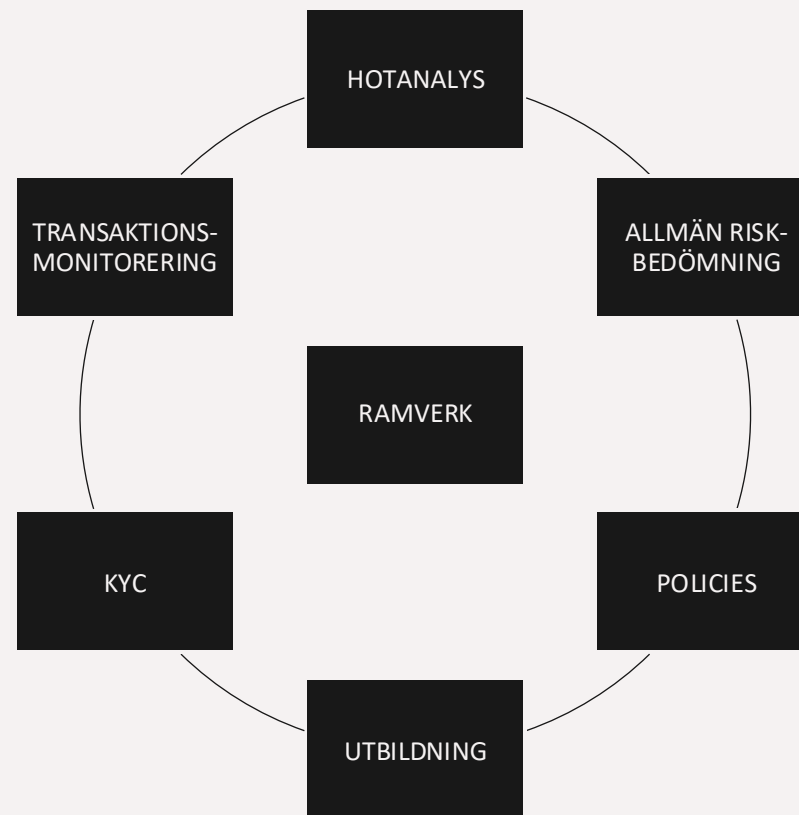 HOTANALYS
TRANSAKTIONS-
MONITORERING
ALLMÄN RISK-
BEDÖMNING
RAMVERK
KYC
POLICIES
UTBILDNING